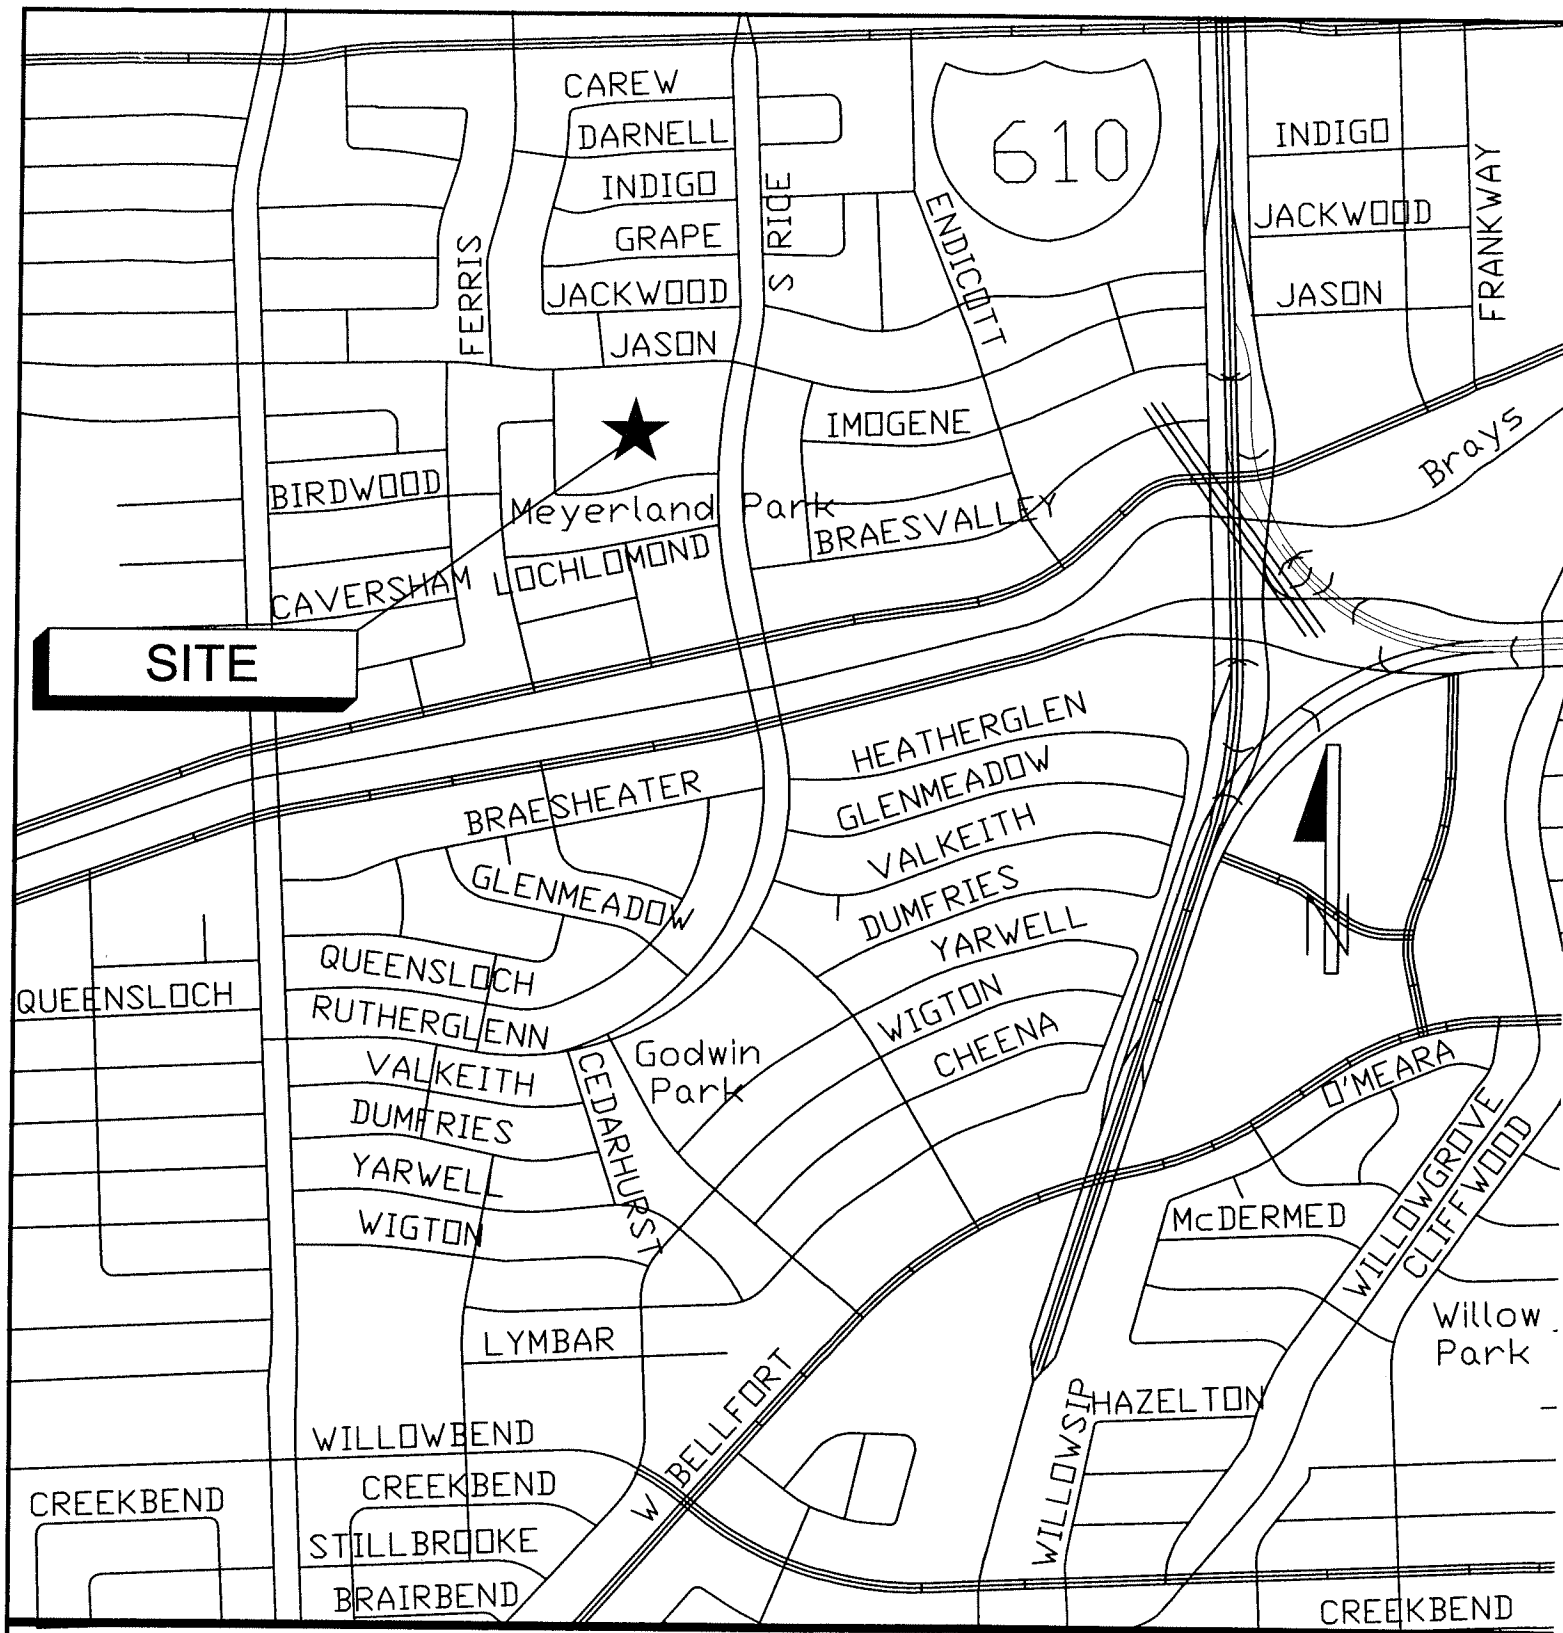 CAREW
DARNELL
INDIGO
GRAPE
JACKWOOD
JASON
FERRIS
S RICE
ENDICOTT
610
INDIGO
JACKWOOD
JASON
FRANKWAY
IMOGENE
Brays
BIRDWOOD
Meyerland Park
BRAESVALLEY
CAVERSHAM
LOCHLOMOND
SITE
HEATHERGLEN
GLENMEADOW
BRAESHEATER
VALKEITH
GLENMEADOW
DUMFRIES
YARWELL
N
QUEENSLOCH
QUEENSLOCH
WIGTON
RUTHERGLENN
CHEENA
Godwin
Park
VALKEITH
CEDARHURST
O'MEARA
DUMFRIES
YARWELL
WIGTON
WILLOWGROVE
CLIFFWOOD
McDERMED
LYMBAR
Willow
Park
W BELLFORT
WILLOWSIP
HAZELTON
WILLOWBEND
CREEKBEND
CREEKBEND
STILLBROOKE
BRAIRBEND
CREEKBEND